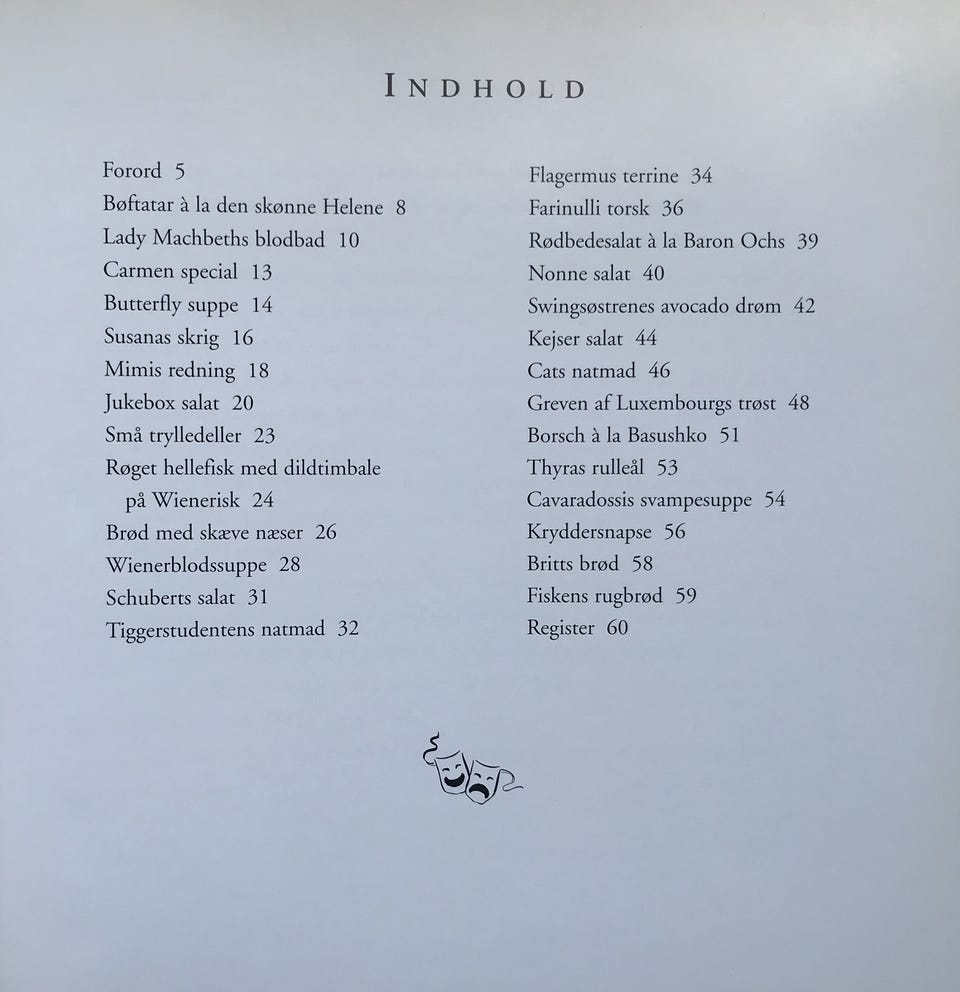 INDHOLD
Forord 5
Bøftatar à la den skønne Helene 8
Lady Machbeths blodbad 10
Carmen special 13
Butterfly suppe 14
Susanas skrig 16
Mimis redning 18
Jukebox salat 20
Små trylledeller 23
Røget hellefisk med dildtimbale
på Wienerisk 24
Brød med skæve næser 26
Wienerblodssuppe 28
Schuberts salat 31
Tiggerstudentens natmad 32
Flagermus terrine 34
Farinulli torsk 36
Rødbedesalat à la Baron Ochs 39
Nonne salat 40
Swingsøstrenes avocado drøm 42
Kejser salat 44
Cats natmad 46
Greven af Luxembourgs trøst 48
Borsch à la Basushko 51
Thyras rulleål 53
Cavaradossis svampesuppe 54
Kryddersnapse 56
Britts brød 58
Fiskens rugbrød 59
Register 60